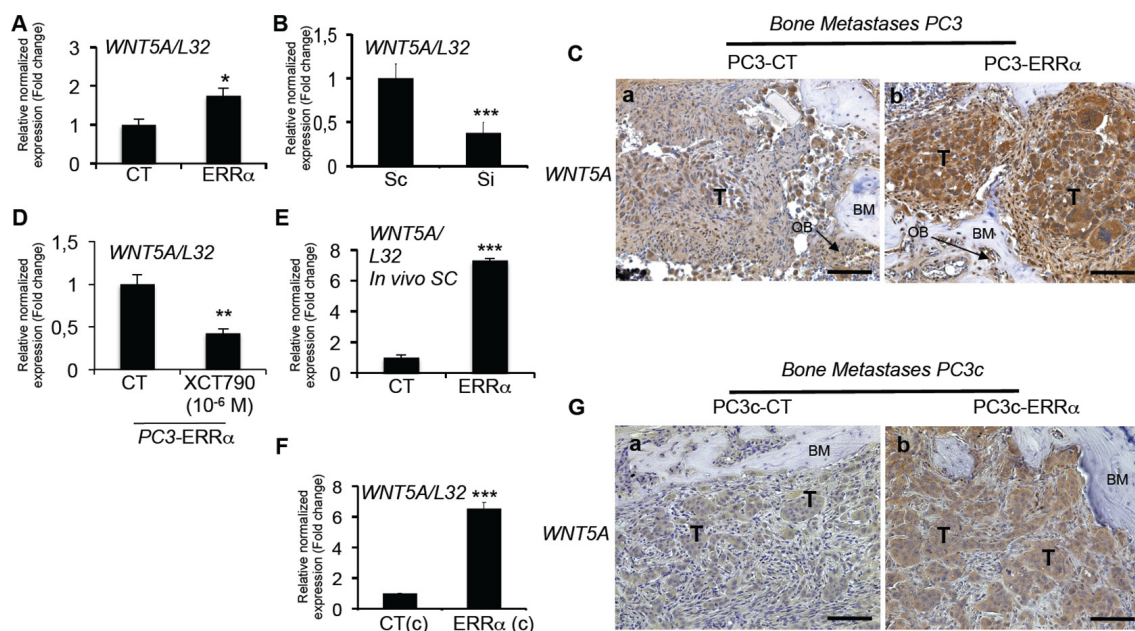 A
Relative normalized
expression (Fold change)
WNT5A/L32
3
2
1
0
*
CT
ERRα
B
Relative normalized
expression (Fold change)
WNT5A/L32
1,5
1
0,5
0
***
Sc
Si
C
Bone Metastases PC3
PC3-CT
PC3-ERRα
WNT5A
a
T
BM
OB
b
T
T
BM
OB
D
Relative normalized
expression (Fold change)
WNT5A/L32
1,5
1
0,5
0
**
CT
XCT790
(10⁻⁶ M)
PC3-ERRα
E
Relative normalized
expression (Fold change)
WNT5A/
L32
In vivo SC
8
6
4
2
0
***
CT
ERRα
F
Relative normalized
expression (Fold change)
WNT5A/L32
8
6
4
2
0
***
CT(c)
ERRα (c)
G
Bone Metastases PC3c
PC3c-CT
PC3c-ERRα
WNT5A
a
BM
T
T
b
BM
T
T